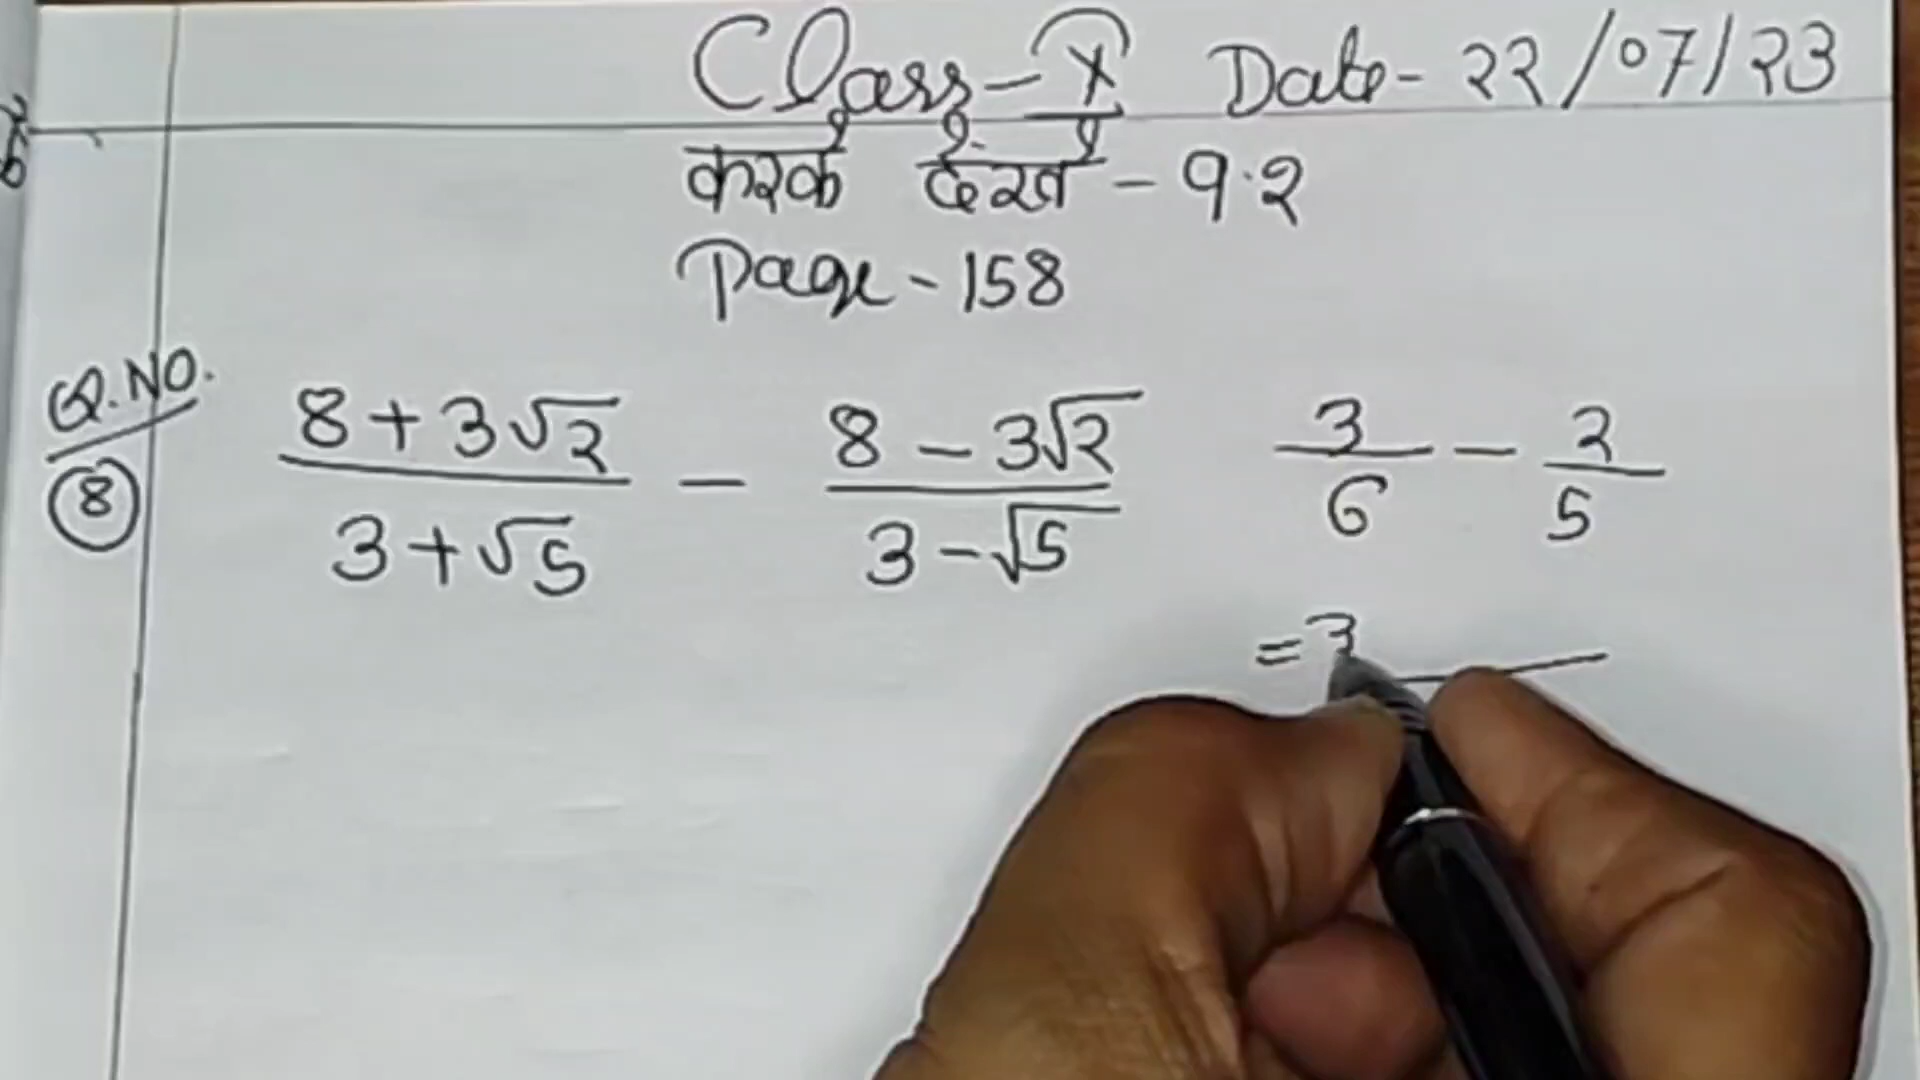 Class - X Date - 22/07/23
करके देखें - 9.2
Page - 158
Q.NO.
8
8 + 3√2 / 3 + √5 - 8 - 3√2 / 3 - √5
3/6 - 2/5
= 3